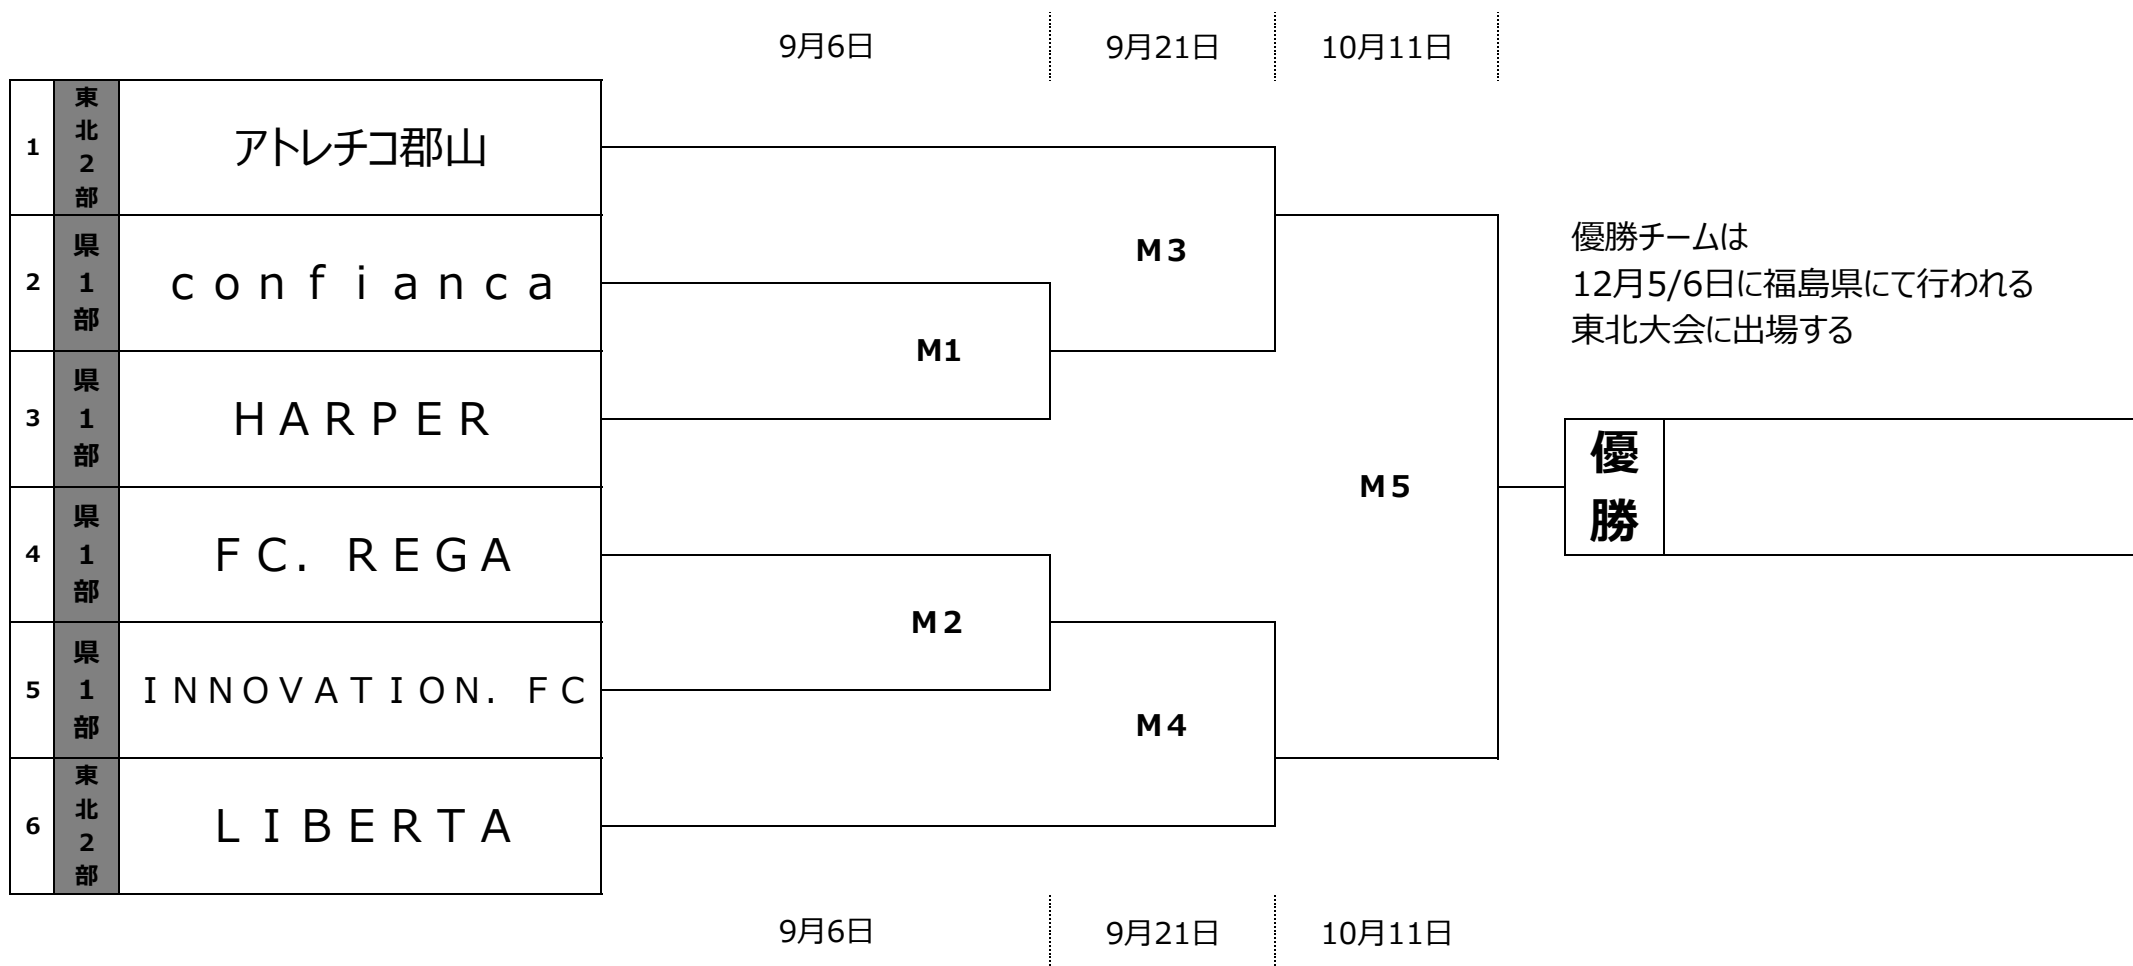 9月6日 9月21日 10月11日
1 東北2部 アトレチコ郡山
2 県1部 ｃｏｎｆｉａｎｃａ
3 県1部 ＨＡＲＰＥＲ
4 県1部 ＦＣ．ＲＥＧＡ
5 県1部 ＩＮＮＯＶＡＴＩＯＮ．ＦＣ
6 東北2部 ＬＩＢＥＲＴＡ
M1
Ｍ２
Ｍ３
Ｍ４
Ｍ５
優勝チームは
12月5/6日に福島県にて行われる
東北大会に出場する
優勝
9月6日 9月21日 10月11日